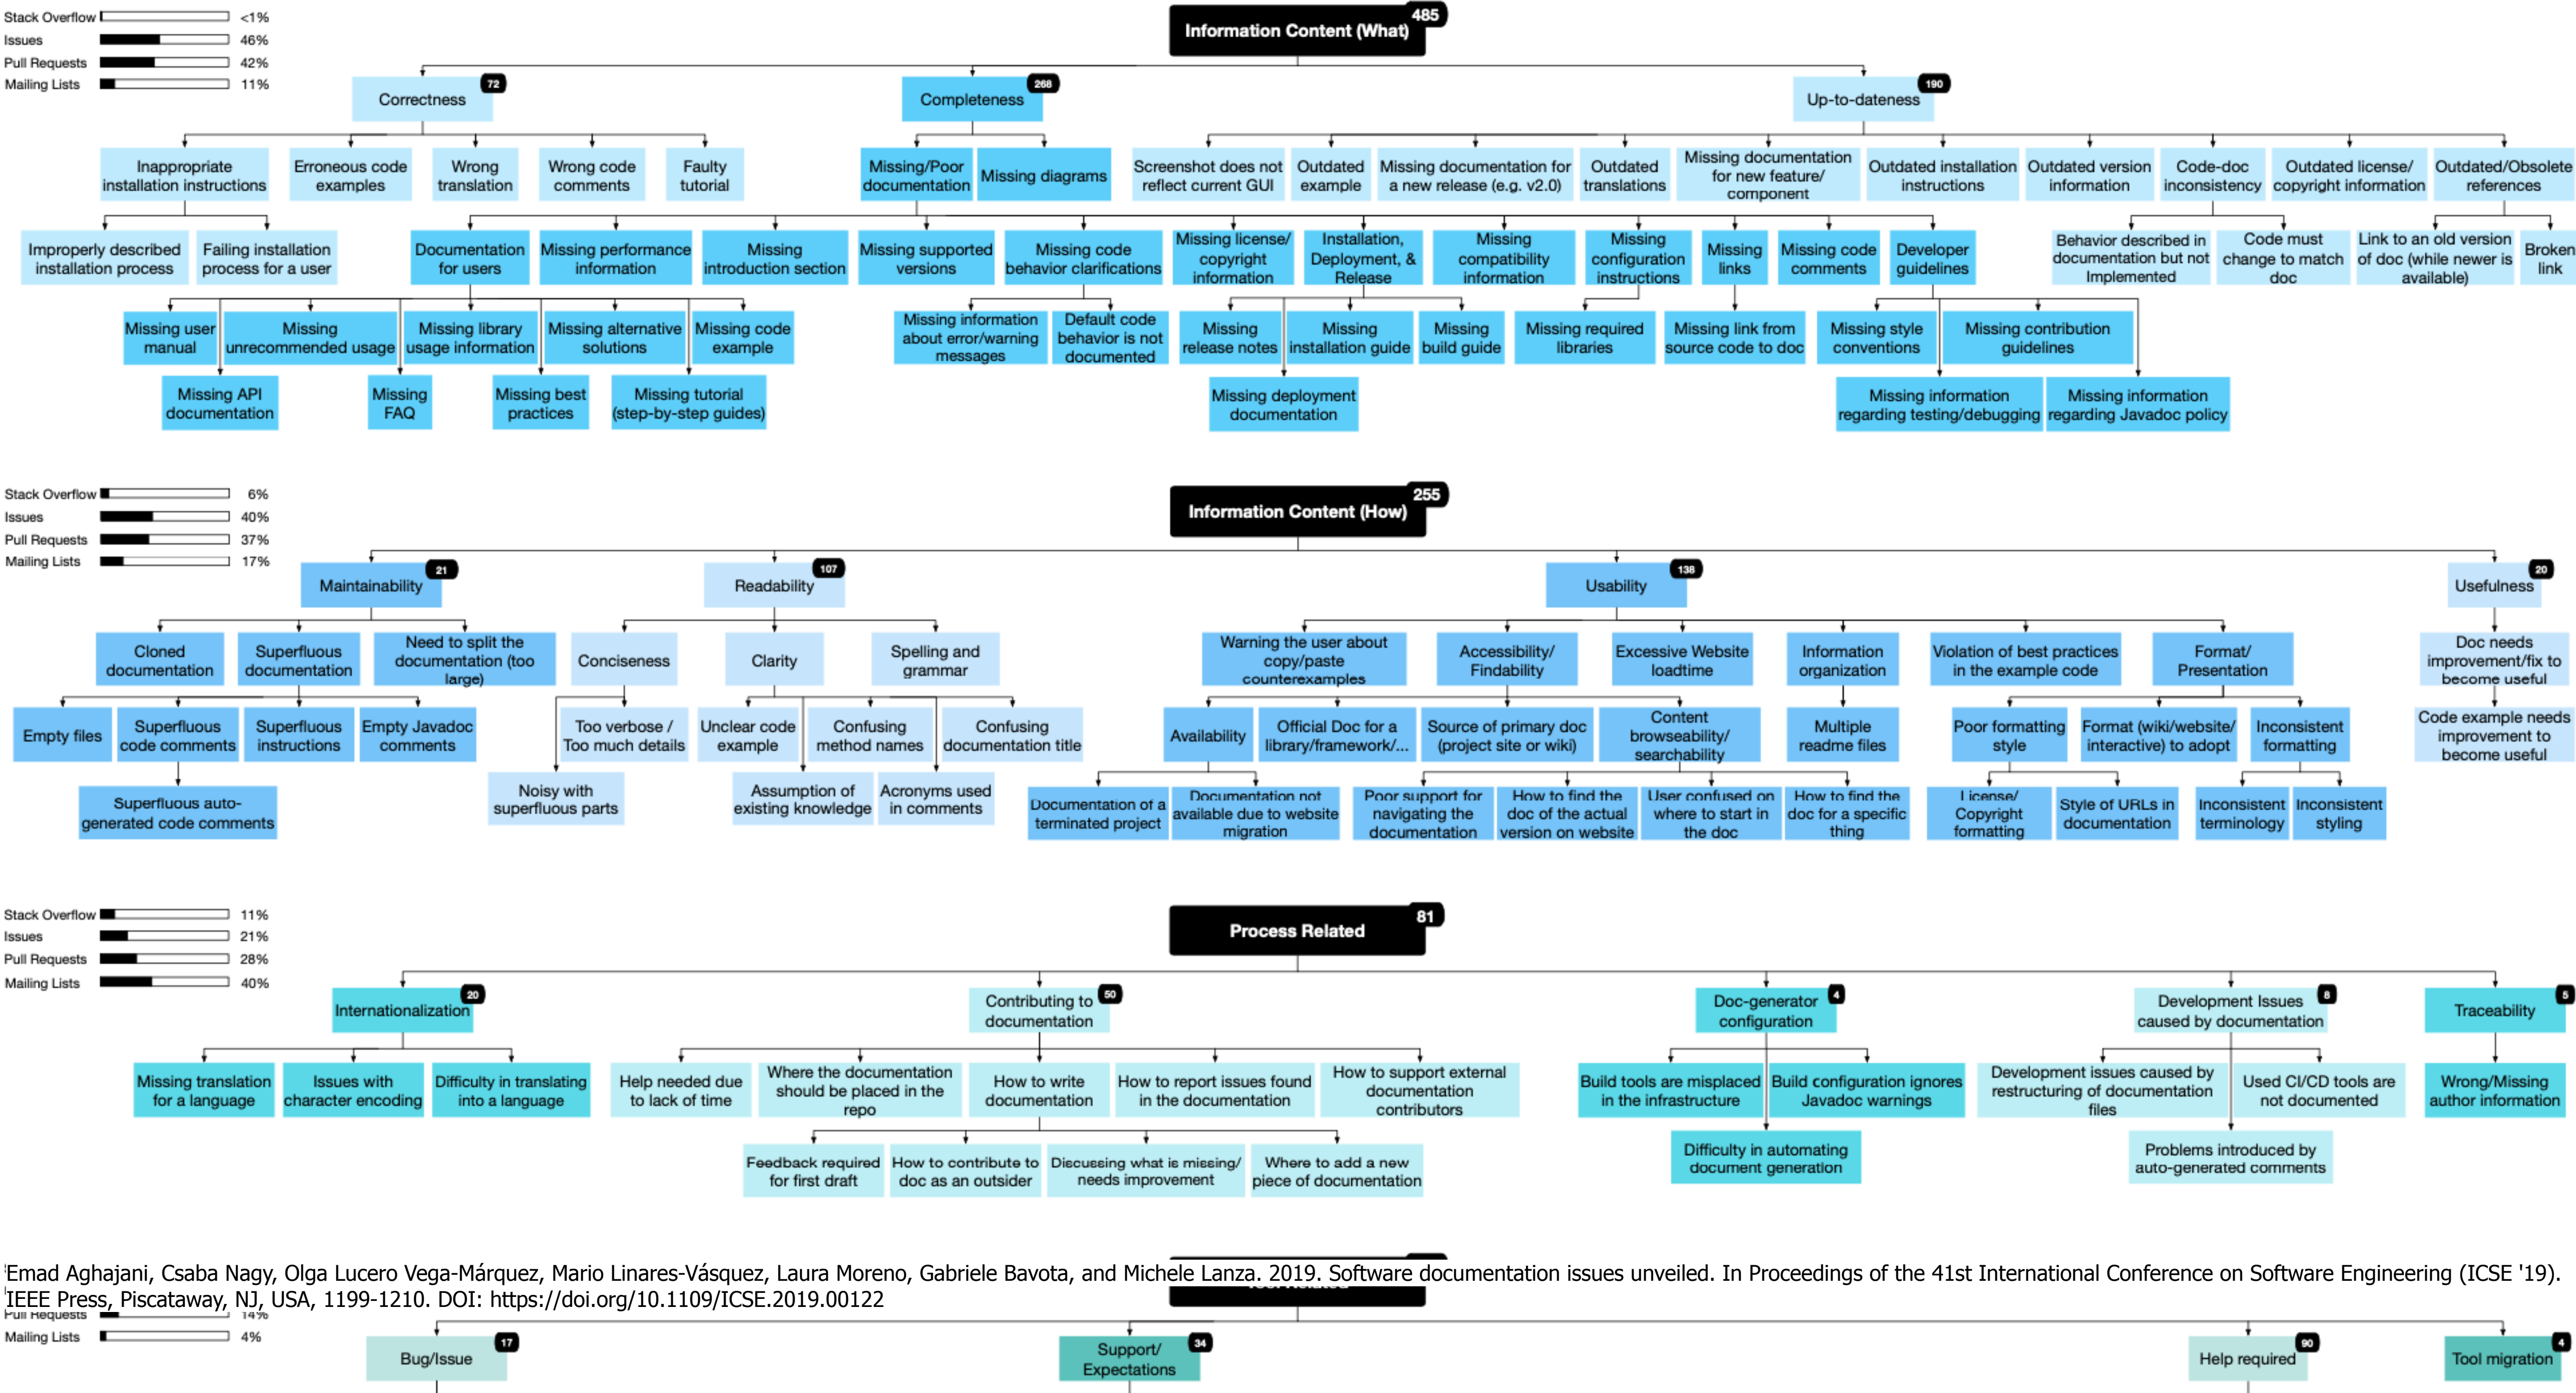 Stack Overflow <1%
Issues 46%
Pull Requests 42%
Mailing Lists 11%
Information Content (What) 485
Correctness 72
Completeness 268
Up-to-dateness 190
Inappropriate
installation instructions
Erroneous code
examples
Wrong
translation
Wrong code
comments
Faulty
tutorial
Missing/Poor
documentation
Missing diagrams
Screenshot does not
reflect current GUI
Outdated
example
Missing documentation for
a new release (e.g. v2.0)
Outdated
translations
Missing documentation
for new feature/
component
Outdated installation
instructions
Outdated version
information
Code-doc
inconsistency
Outdated license/
copyright information
Outdated/Obsolete
references
Improperly described
installation process
Failing installation
process for a user
Documentation
for users
Missing performance
information
Missing
introduction section
Missing supported
versions
Missing code
behavior clarifications
Missing license/
copyright
information
Installation,
Deployment, &
Release
Missing
compatibility
information
Missing
configuration
instructions
Missing
links
Missing code
comments
Developer
guidelines
Behavior described in
documentation but not
Implemented
Code must
change to match
doc
Link to an old version
of doc (while newer is
available)
Broken
link
Missing user
manual
Missing
unrecommended usage
Missing library
usage information
Missing alternative
solutions
Missing code
example
Missing information
about error/warning
messages
Default code
behavior is not
documented
Missing
release notes
Missing
installation guide
Missing
build guide
Missing required
libraries
Missing link from
source code to doc
Missing style
conventions
Missing contribution
guidelines
Missing API
documentation
Missing
FAQ
Missing best
practices
Missing tutorial
(step-by-step guides)
Missing deployment
documentation
Missing information
regarding testing/debugging
Missing information
regarding Javadoc policy
Stack Overflow 6%
Issues 40%
Pull Requests 37%
Mailing Lists 17%
Information Content (How) 255
Maintainability 21
Readability 107
Usability 138
Usefulness 20
Cloned
documentation
Superfluous
documentation
Need to split the
documentation (too
large)
Conciseness
Clarity
Spelling and
grammar
Warning the user about
copy/paste
counterexamples
Accessibility/
Findability
Excessive Website
loadtime
Information
organization
Violation of best practices
in the example code
Format/
Presentation
Doc needs
improvement/fix to
become useful
Empty files
Superfluous
code comments
Superfluous
instructions
Empty Javadoc
comments
Too verbose /
Too much details
Unclear code
example
Confusing
method names
Confusing
documentation title
Availability
Official Doc for a
library/framework/...
Source of primary doc
(project site or wiki)
Content
browseability/
searchability
Multiple
readme files
Poor formatting
style
Format (wiki/website/
interactive) to adopt
Inconsistent
formatting
Code example needs
improvement to
become useful
Superfluous auto-
generated code comments
Noisy with
superfluous parts
Assumption of
existing knowledge
Acronyms used
in comments
Documentation of a
terminated project
Documentation not
available due to website
migration
Poor support for
navigating the
documentation
How to find the
doc of the actual
version on website
User confused on
where to start in
the doc
How to find the
doc for a specific
thing
License/
Copyright
formatting
Style of URLs in
documentation
Inconsistent
terminology
Inconsistent
styling
Stack Overflow 11%
Issues 21%
Pull Requests 28%
Mailing Lists 40%
Process Related 81
Internationalization 20
Contributing to
documentation 50
Doc-generator
configuration 4
Development Issues
caused by documentation 8
Traceability 5
Missing translation
for a language
Issues with
character encoding
Difficulty in translating
into a language
Help needed due
to lack of time
Where the documentation
should be placed in the
repo
How to write
documentation
How to report issues found
in the documentation
How to support external
documentation
contributors
Build tools are misplaced
in the infrastructure
Build configuration ignores
Javadoc warnings
Development issues caused by
restructuring of documentation
files
Used CI/CD tools are
not documented
Wrong/Missing
author information
Feedback required
for first draft
How to contribute to
doc as an outsider
Discussing what is missing/
needs improvement
Where to add a new
piece of documentation
Difficulty in automating
document generation
Problems introduced by
auto-generated comments
Emad Aghajani, Csaba Nagy, Olga Lucero Vega-Márquez, Mario Linares-Vásquez, Laura Moreno, Gabriele Bavota, and Michele Lanza. 2019. Software documentation issues unveiled. In Proceedings of the 41st International Conference on Software Engineering (ICSE '19).
IEEE Press, Piscataway, NJ, USA, 1199-1210. DOI: https://doi.org/10.1109/ICSE.2019.00122
Pull Requests 14%
Mailing Lists 4%
Bug/Issue 17
Support/
Expectations 34
Help required 90
Tool migration 4